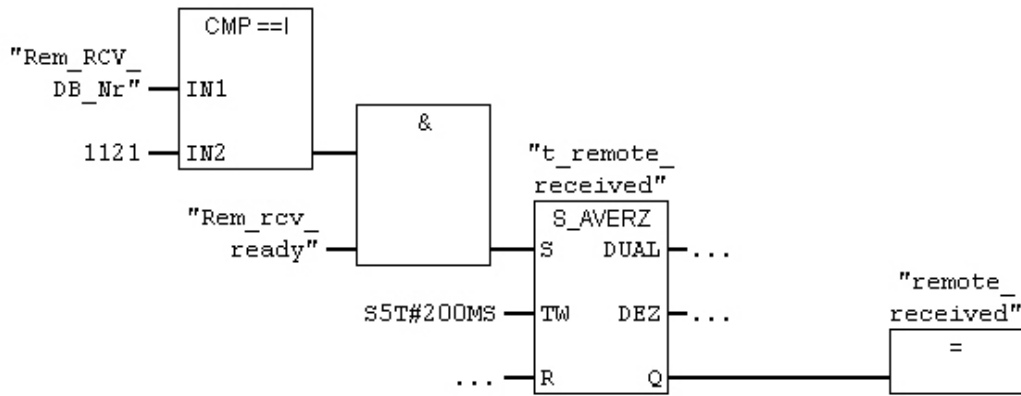 CMP ==I
"Rem_RCV_
DB_Nr"
IN1
1121
IN2
&
"Rem_rcv_
ready"
"t_remote_
received"
S_AVERZ
S DUAL ...
S5T#200MS TW DEZ ...
... R Q
"remote_
received"
=